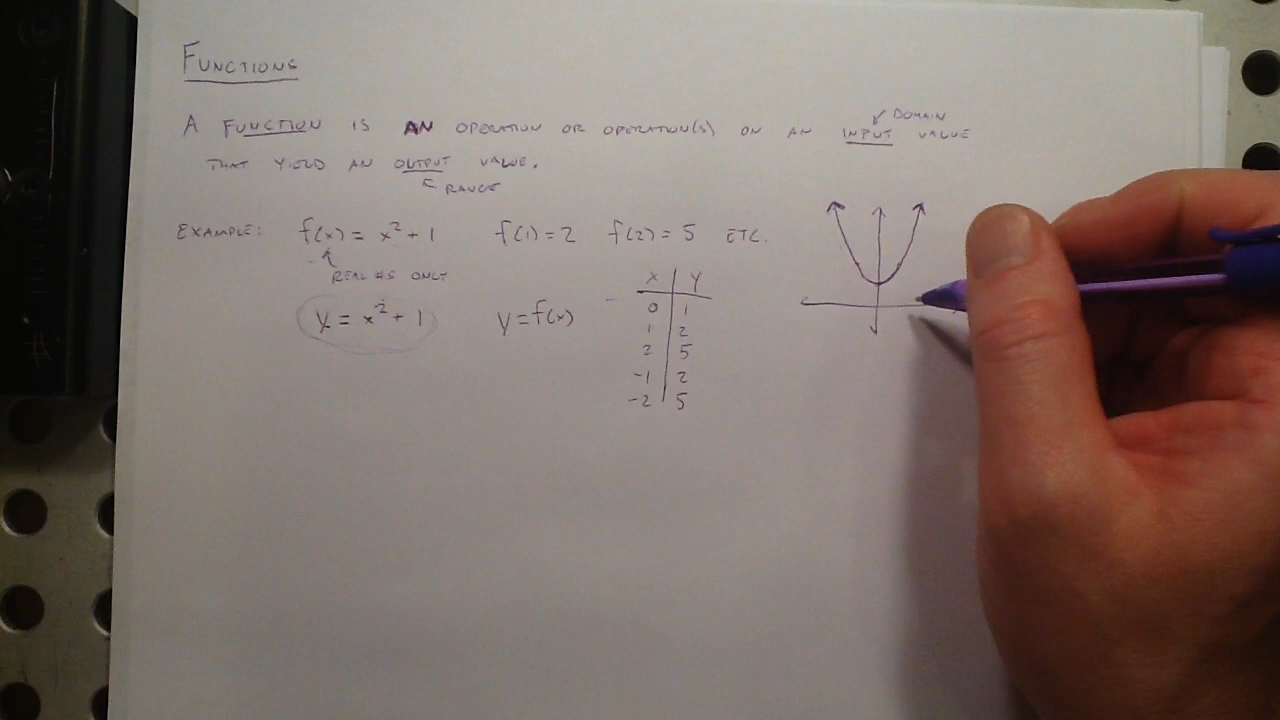 FUNCTIONS
DOMAIN
A FUNCTION IS AN OPERATION OR OPERATION(S) ON AN INPUT VALUE
THAT YIELD AN OUTPUT VALUE.
RANGE
EXAMPLE: f(x) = x² + 1 f(1) = 2 f(2) = 5 ETC.
REAL #S ONLY
y = x² + 1 y = f(x)
X Y
0 1
1 2
2 5
-1 2
-2 5